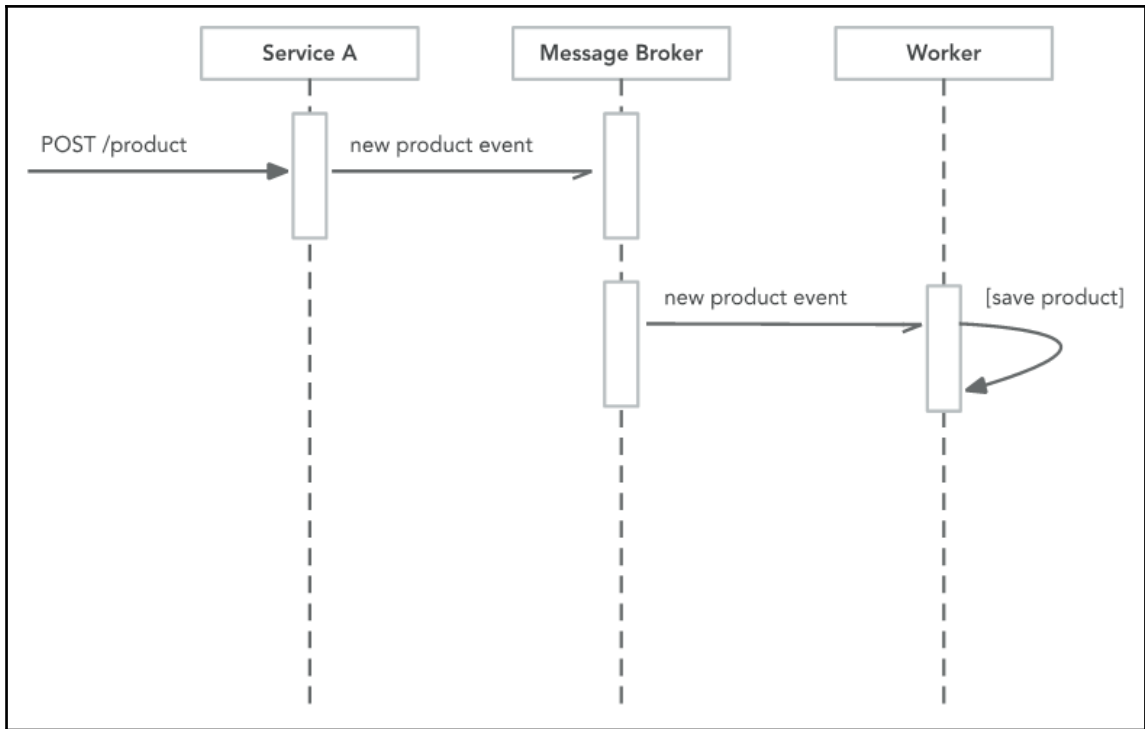 Service A
Message Broker
Worker
POST /product
new product event
new product event
[save product]